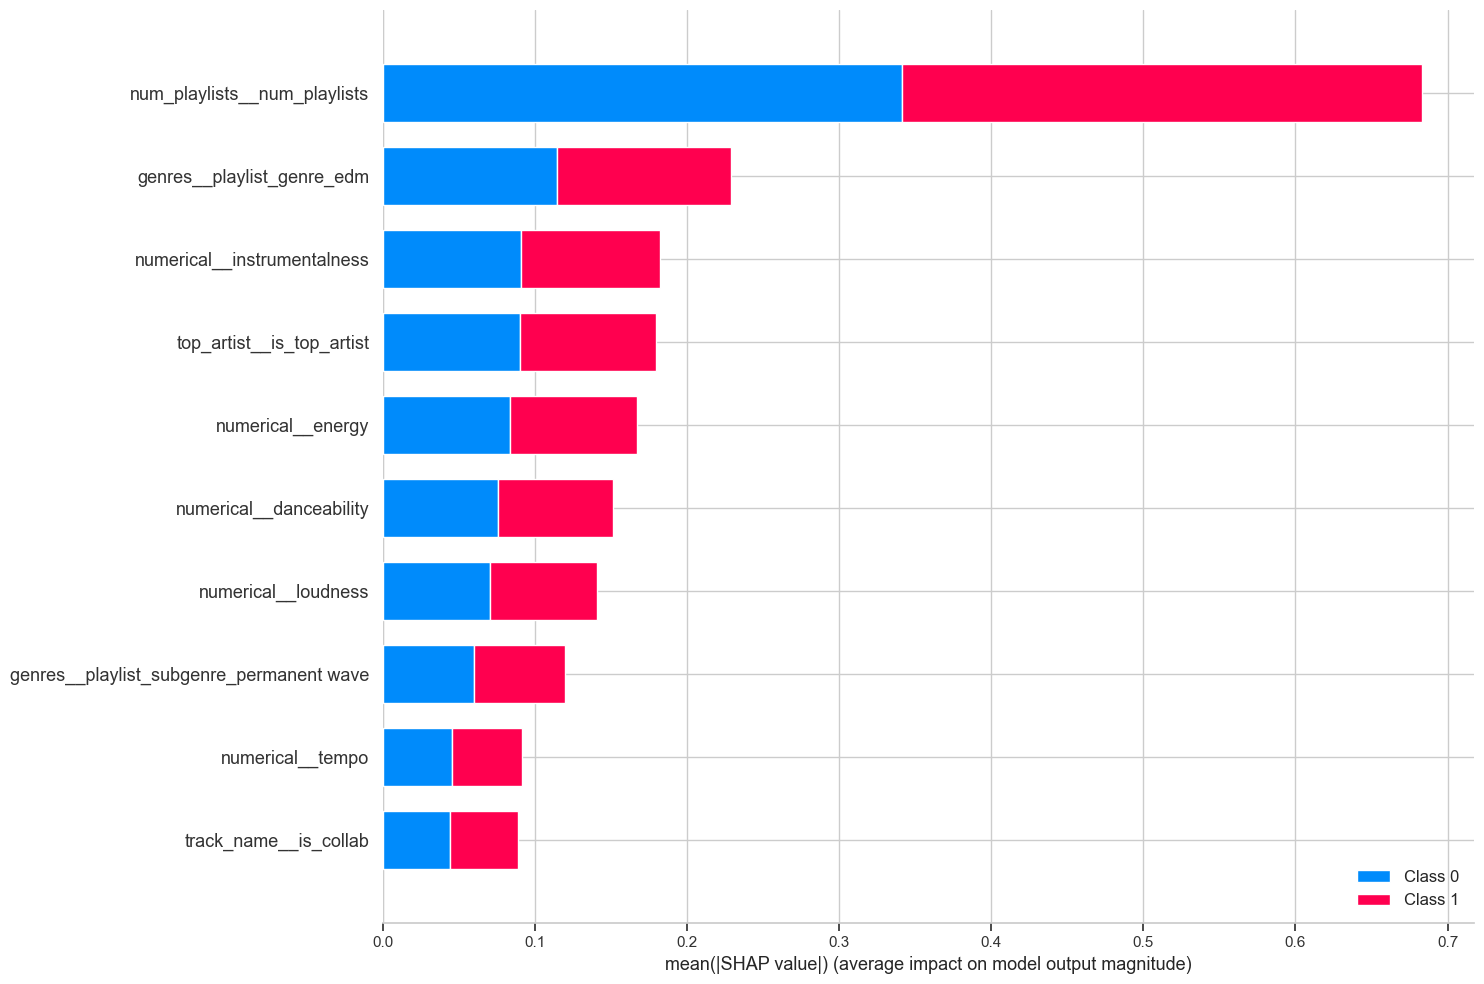 num_playlists__num_playlists
genres__playlist_genre_edm
numerical__instrumentalness
top_artist__is_top_artist
numerical__energy
numerical__danceability
numerical__loudness
genres__playlist_subgenre_permanent wave
numerical__tempo
track_name__is_collab
Class 0
Class 1
0.0 0.1 0.2 0.3 0.4 0.5 0.6 0.7
mean(|SHAP value|) (average impact on model output magnitude)